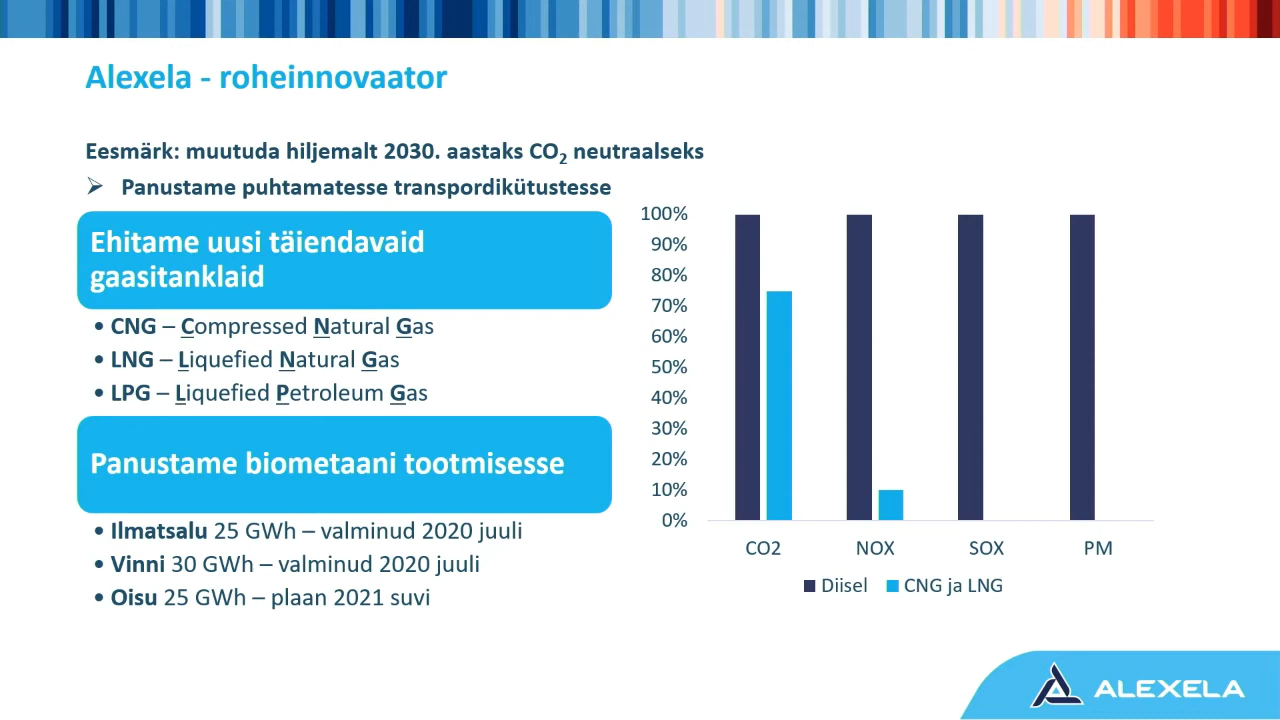 Alexela - roheinnovaator
Eesmärk: muutuda hiljemalt 2030. aastaks CO₂ neutraalseks
➢ Panustame puhtamatesse transpordikütustesse
Ehitame uusi täiendavaid
gaasitanklaid
• CNG – Compressed Natural Gas
• LNG – Liquefied Natural Gas
• LPG – Liquefied Petroleum Gas
Panustame biometaani tootmisesse
• Ilmatsalu 25 GWh – valminud 2020 juuli
• Vinni 30 GWh – valminud 2020 juuli
• Oisu 25 GWh – plaan 2021 suvi
100%
90%
80%
70%
60%
50%
40%
30%
20%
10%
0%
CO2 NOX SOX PM
Diisel CNG ja LNG
ALEXELA